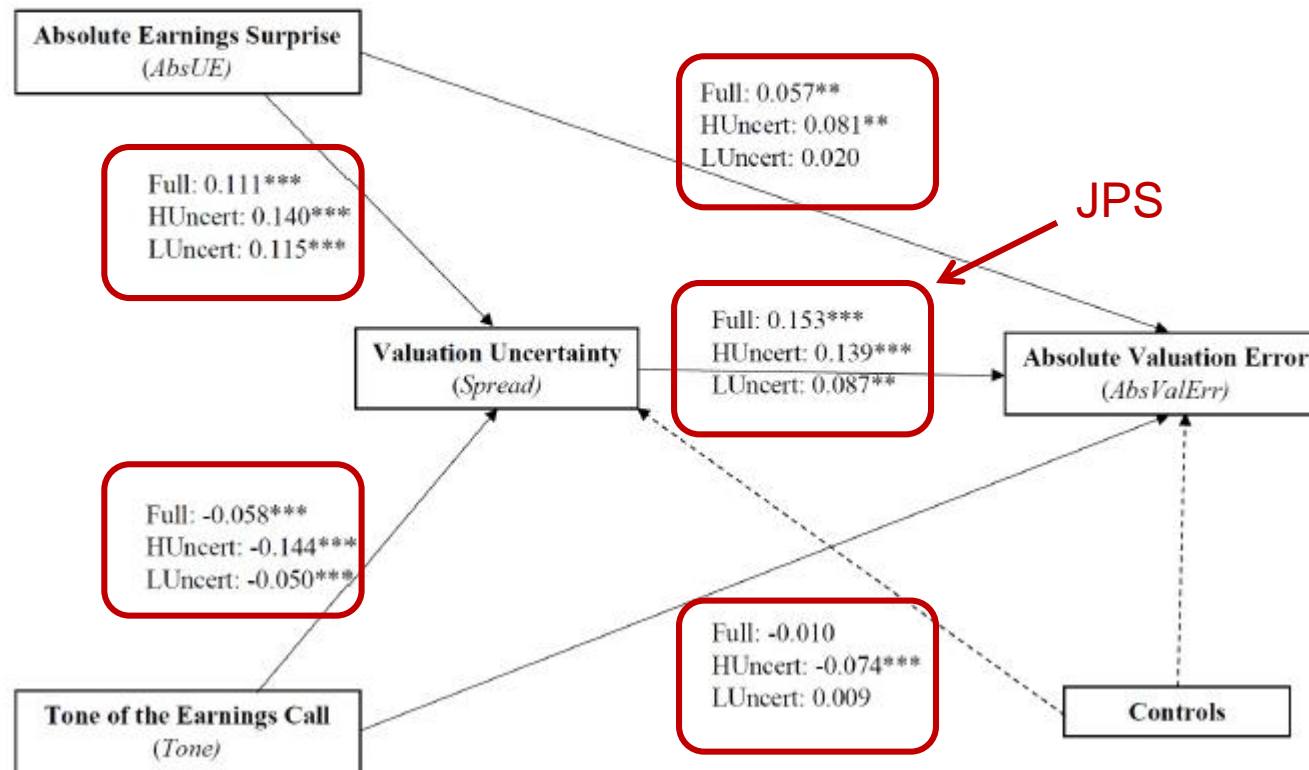 Absolute Earnings Surprise
(AbsUE)
Full: 0.057**
HUncert: 0.081**
LUncert: 0.020
Full: 0.111***
HUncert: 0.140***
LUncert: 0.115***
JPS
Full: 0.153***
HUncert: 0.139***
LUncert: 0.087**
Valuation Uncertainty
(Spread)
Absolute Valuation Error
(AbsValErr)
Full: -0.058***
HUncert: -0.144***
LUncert: -0.050***
Full: -0.010
HUncert: -0.074***
LUncert: 0.009
Tone of the Earnings Call
(Tone)
Controls